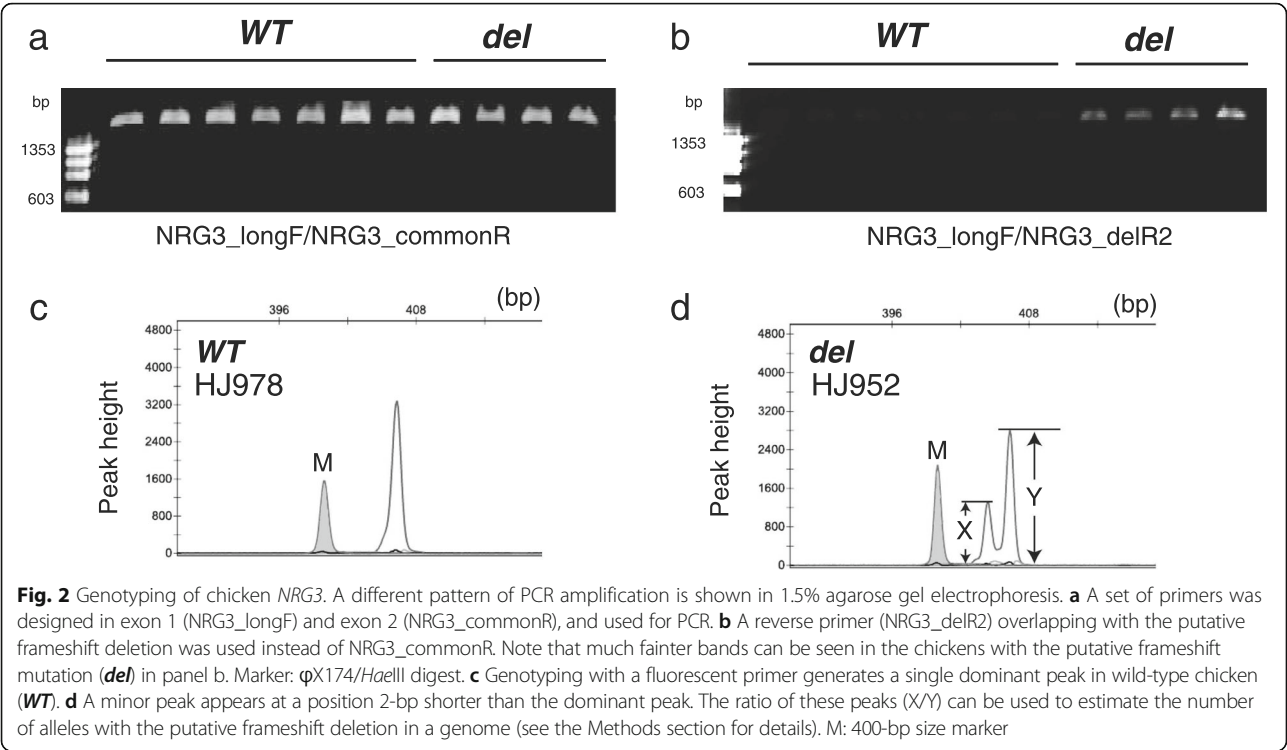 a
WT
del
bp
1353
603
NRG3_longF/NRG3_commonR
b
WT
del
bp
1353
603
NRG3_longF/NRG3_delR2
c
396
408
(bp)
4800
4000
3200
2400
1600
800
0
Peak height
WT
HJ978
M
d
396
408
(bp)
4800
4000
3200
2400
1600
800
0
Peak height
del
HJ952
M
X
Y
Fig. 2 Genotyping of chicken NRG3. A different pattern of PCR amplification is shown in 1.5% agarose gel electrophoresis. a A set of primers was
designed in exon 1 (NRG3_longF) and exon 2 (NRG3_commonR), and used for PCR. b A reverse primer (NRG3_delR2) overlapping with the putative
frameshift deletion was used instead of NRG3_commonR. Note that much fainter bands can be seen in the chickens with the putative frameshift
mutation (del) in panel b. Marker: φX174/HaeIII digest. c Genotyping with a fluorescent primer generates a single dominant peak in wild-type chicken
(WT). d A minor peak appears at a position 2-bp shorter than the dominant peak. The ratio of these peaks (X/Y) can be used to estimate the number
of alleles with the putative frameshift deletion in a genome (see the Methods section for details). M: 400-bp size marker